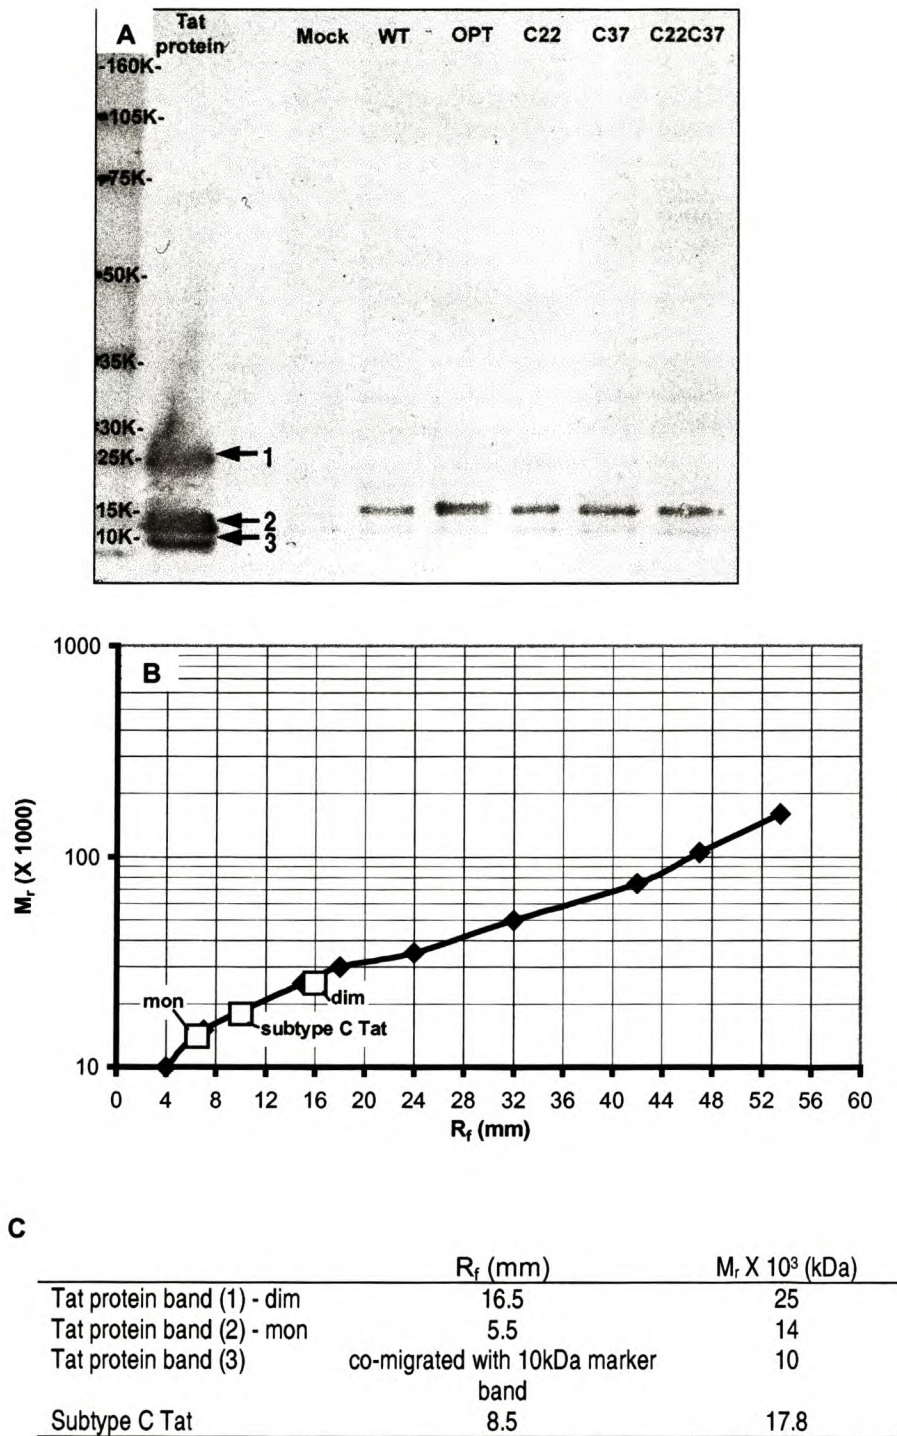 A
Tat
protein
Mock WT OPT C22 C37 C22C37
-160K-
-105K-
-75K-
-50K-
35K-
30K-
25K-
15K-
10K-
1
2
3
B
1000
100
10
Mr (X 1000)
mon
dim
subtype C Tat
0 4 8 12 16 20 24 28 32 36 40 44 48 52 56 60
Rf (mm)
C
Rf (mm) Mr X 10³ (kDa)
Tat protein band (1) - dim 16.5 25
Tat protein band (2) - mon 5.5 14
Tat protein band (3) co-migrated with 10kDa marker 10
band
Subtype C Tat 8.5 17.8